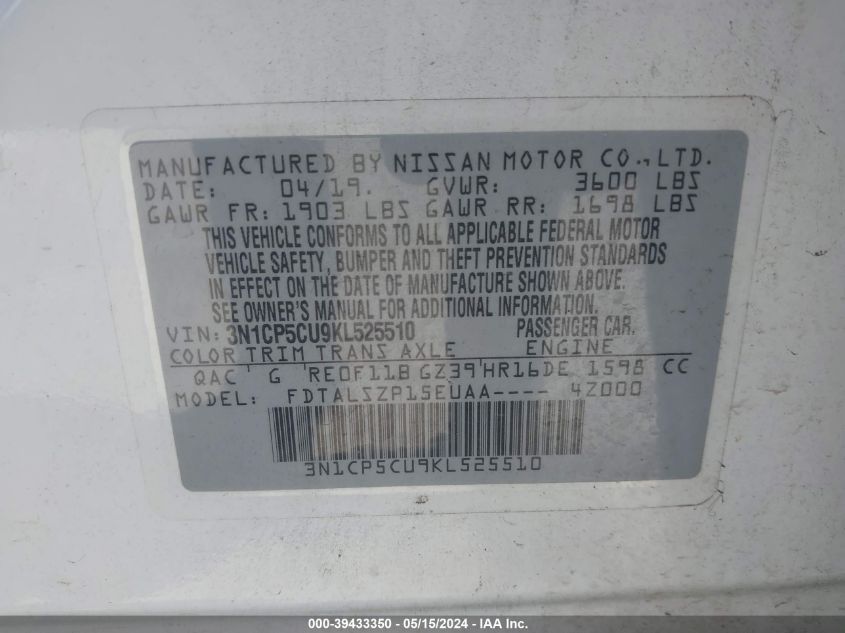 MANUFACTURED BY NISSAN MOTOR CO., LTD.
DATE: 04/19. GVWR: 3600 LBS
GAWR FR: 1903 LBS GAWR RR: 1698 LBS
THIS VEHICLE CONFORMS TO ALL APPLICABLE FEDERAL MOTOR
VEHICLE SAFETY, BUMPER AND THEFT PREVENTION STANDARDS
IN EFFECT ON THE DATE OF MANUFACTURE SHOWN ABOVE.
SEE OWNER'S MANUAL FOR ADDITIONAL INFORMATION.
VIN: 3N1CP5CU9KL525510 PASSENGER CAR.
COLOR TRIM TRANS AXLE ENGINE
QAC G RE0F11B GZ39 HR16DE 1598 CC
MODEL: FDTALSZP15EUAA---- 4Z000
3N1CP5CU9KL525510
000-39433350 - 05/15/2024 - IAA Inc.